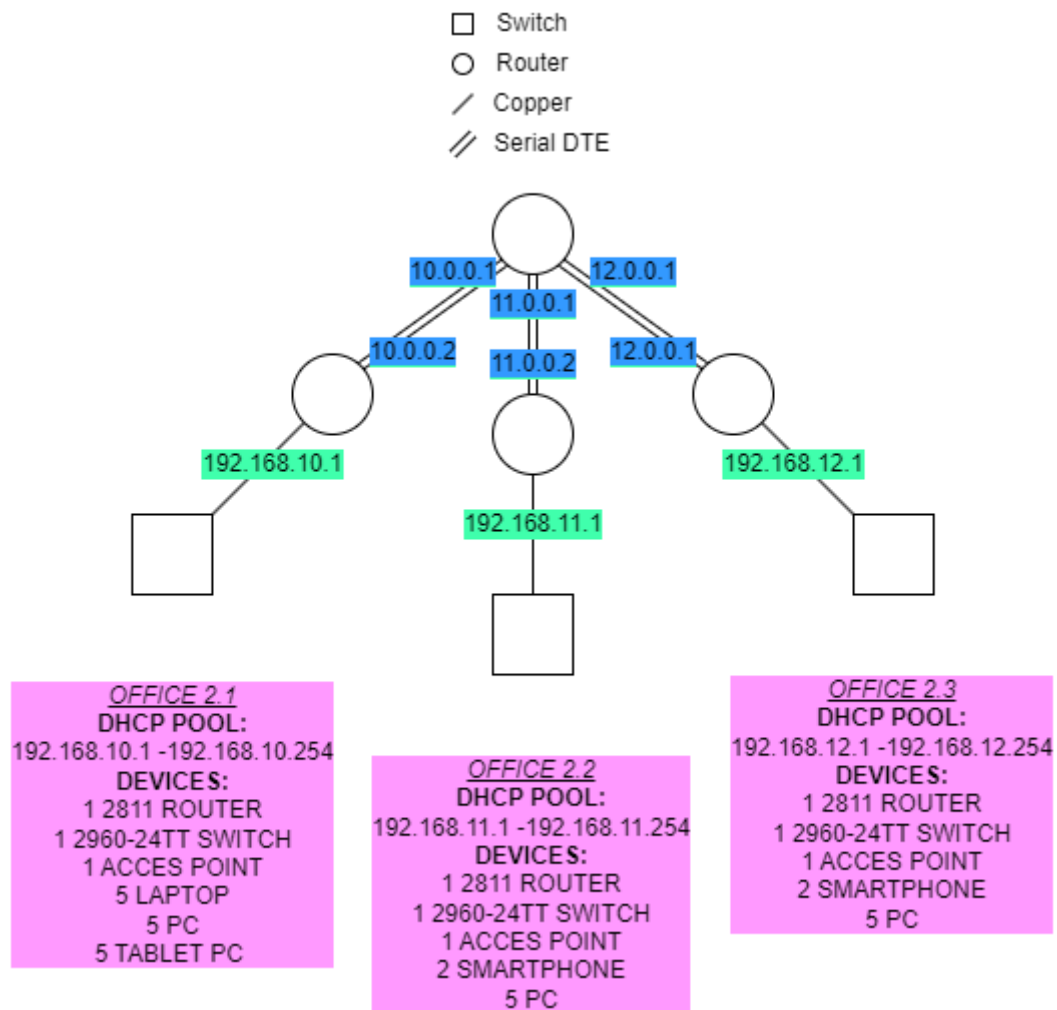 Switch
Router
Copper
Serial DTE
10.0.0.1
12.0.0.1
11.0.0.1
10.0.0.2
11.0.0.2
12.0.0.1
192.168.10.1
192.168.11.1
192.168.12.1
OFFICE 2.1
DHCP POOL:
192.168.10.1 -192.168.10.254
DEVICES:
1 2811 ROUTER
1 2960-24TT SWITCH
1 ACCES POINT
5 LAPTOP
5 PC
5 TABLET PC
OFFICE 2.2
DHCP POOL:
192.168.11.1 -192.168.11.254
DEVICES:
1 2811 ROUTER
1 2960-24TT SWITCH
1 ACCES POINT
2 SMARTPHONE
5 PC
OFFICE 2.3
DHCP POOL:
192.168.12.1 -192.168.12.254
DEVICES:
1 2811 ROUTER
1 2960-24TT SWITCH
1 ACCES POINT
2 SMARTPHONE
5 PC